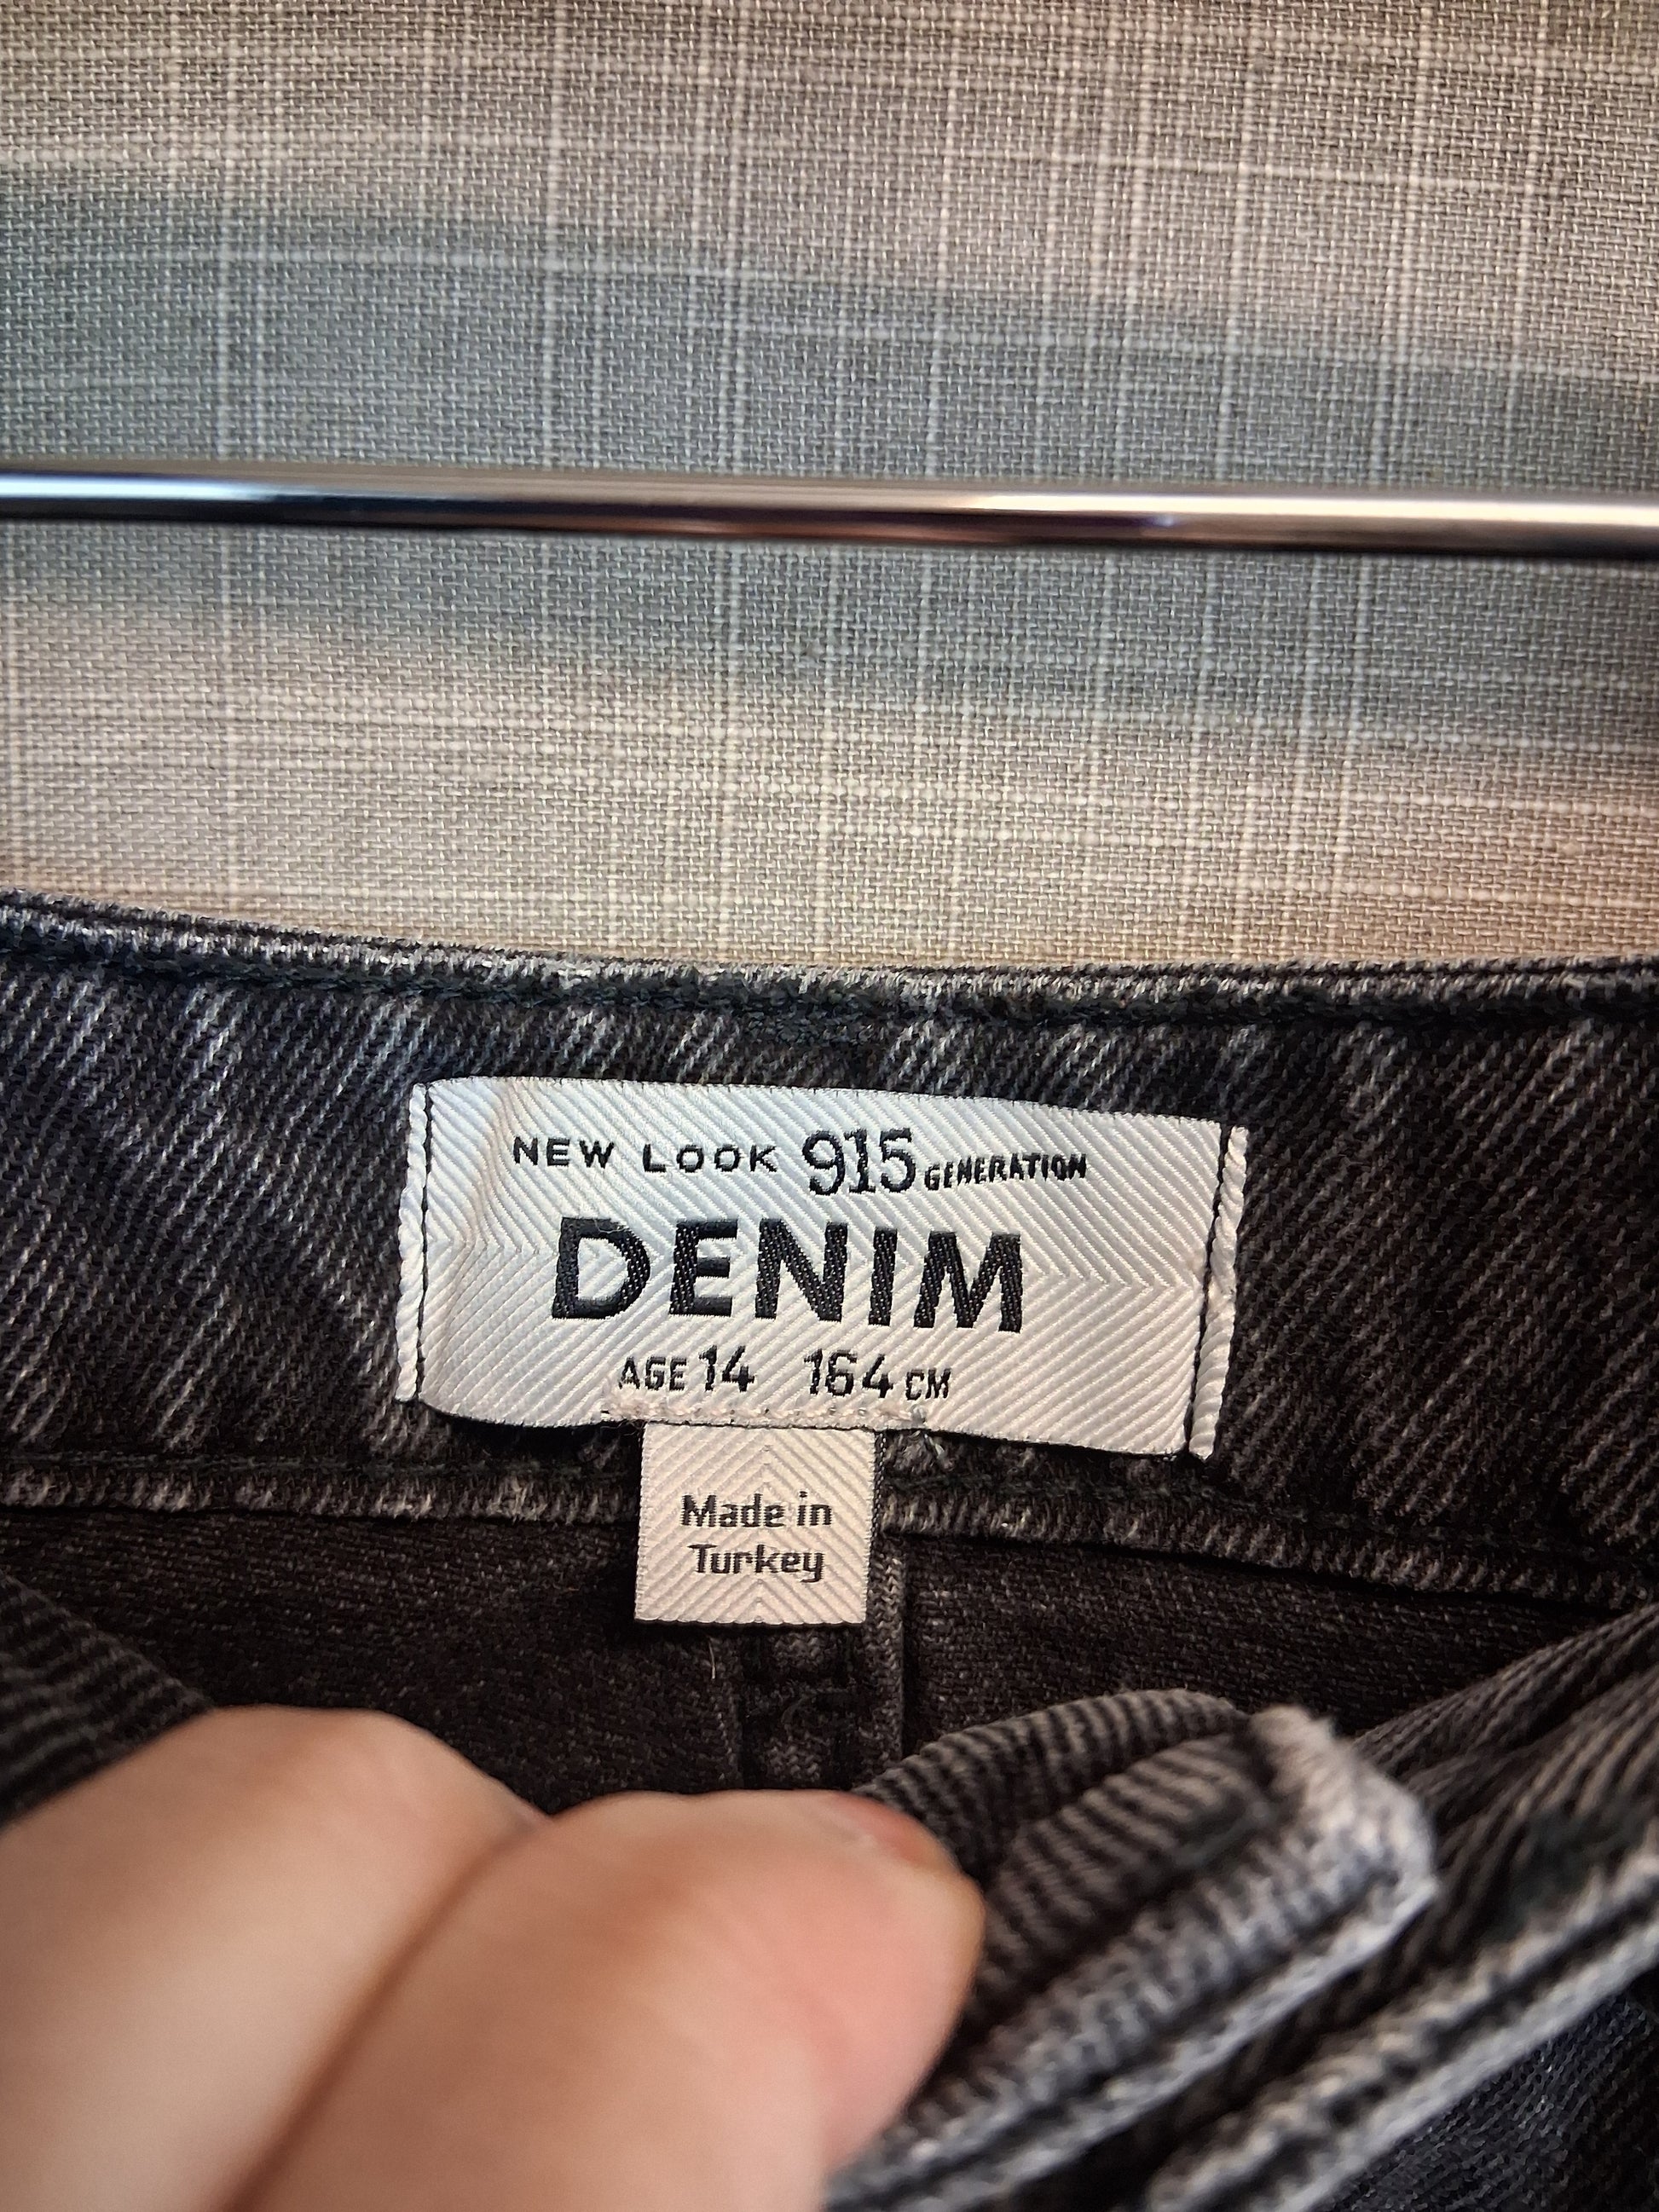 NEW LOOK 915 GENERATION
DENIM
AGE 14 164 CM
Made in
Turkey